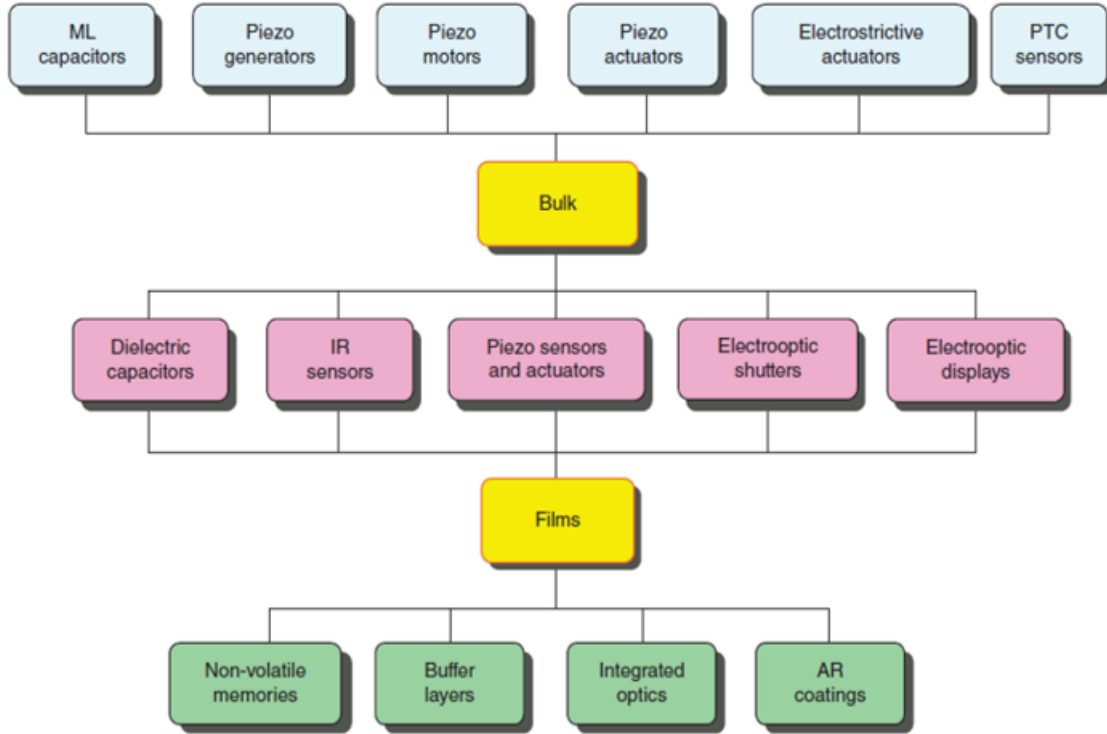 ML
capacitors
Piezo
generators
Piezo
motors
Piezo
actuators
Electrostrictive
actuators
PTC
sensors
Bulk
Dielectric
capacitors
IR
sensors
Piezo sensors
and actuators
Electrooptic
shutters
Electrooptic
displays
Films
Non-volatile
memories
Buffer
layers
Integrated
optics
AR
coatings